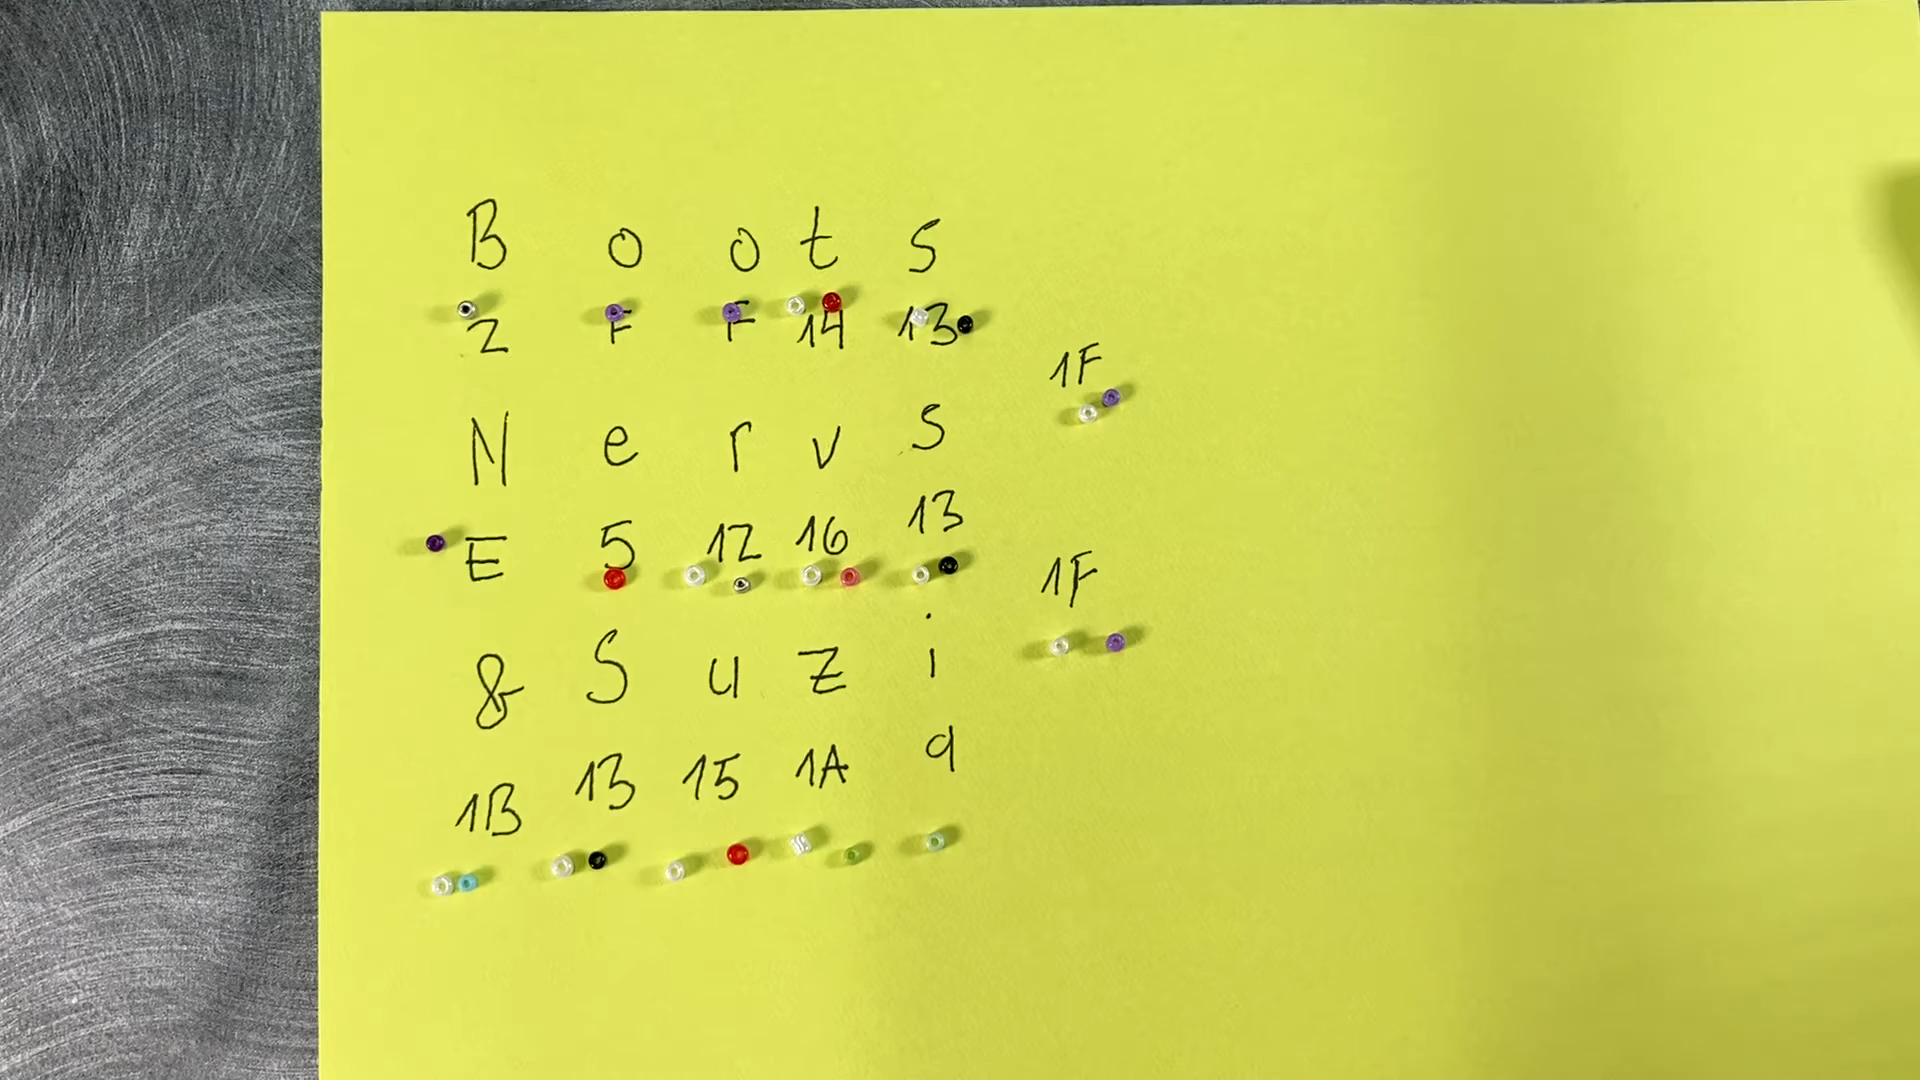 B o o t s
2 F F 14 13
1F
N e r v s
E 5 12 16 13
1F
& S u z i
1B 13 15 1A 9